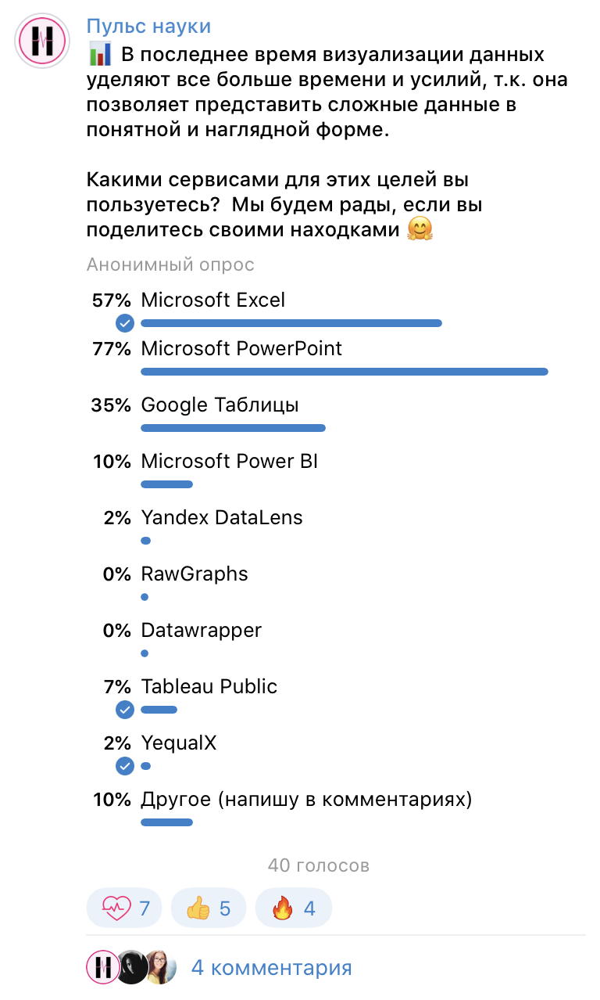 Пульс науки
📊 В последнее время визуализации данных
уделяют все больше времени и усилий, т.к. она
позволяет представить сложные данные в
понятной и наглядной форме.
Какими сервисами для этих целей вы
пользуетесь?  Мы будем рады, если вы
поделитесь своими находками 🤗
Анонимный опрос
57% Microsoft Excel
77% Microsoft PowerPoint
35% Google Таблицы
10% Microsoft Power BI
2% Yandex DataLens
0% RawGraphs
0% Datawrapper
7% Tableau Public
2% YequalX
10% Другое (напишу в комментариях)
40 голосов
7 👍 5 🔥 4
4 комментария